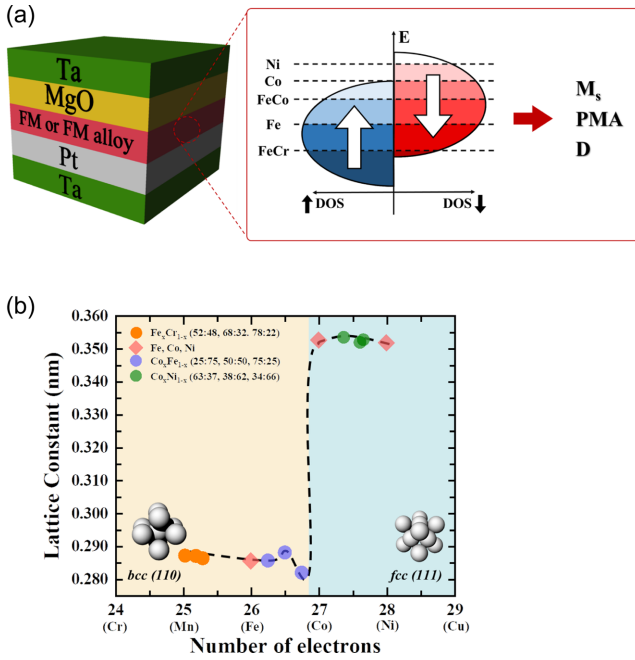 (a)
Ta
MgO
FM or FM alloy
Pt
Ta
E
Ni
Co
FeCo
Fe
FeCr
DOS
DOS
Ms
PMA
D
(b)
Lattice Constant (nm)
0.360
0.350
0.340
0.330
0.320
0.310
0.300
0.290
0.280
FexCr1-x (52:48, 68:32. 78:22)
Fe, Co, Ni
CoxFe1-x (25:75, 50:50, 75:25)
CoxNi1-x (63:37, 38:62, 34:66)
bcc (110)
fcc (111)
24 25 26 27 28 29
(Cr) (Mn) (Fe) (Co) (Ni) (Cu)
Number of electrons